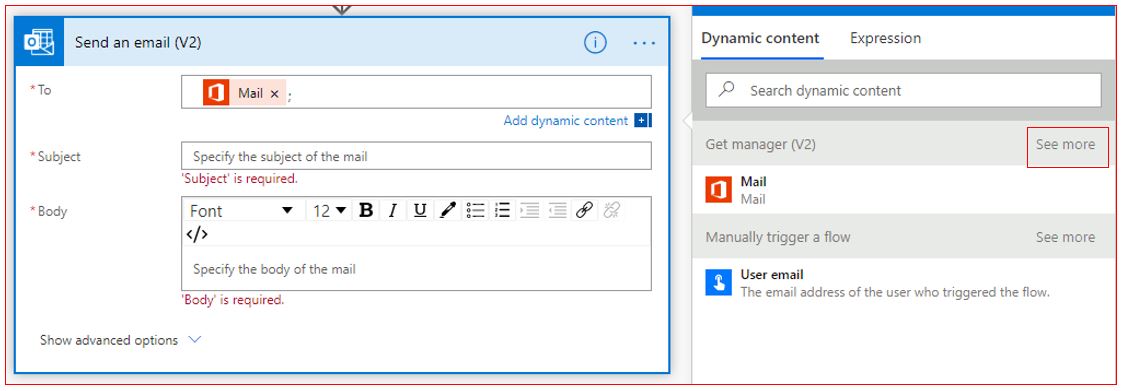 Send an email (V2)
* To
Mail × ;
Add dynamic content
* Subject
Specify the subject of the mail
'Subject' is required.
* Body
Font 12 B I U
</>
Specify the body of the mail
'Body' is required.
Show advanced options
Dynamic content Expression
Search dynamic content
Get manager (V2) See more
Mail
Mail
Manually trigger a flow See more
User email
The email address of the user who triggered the flow.